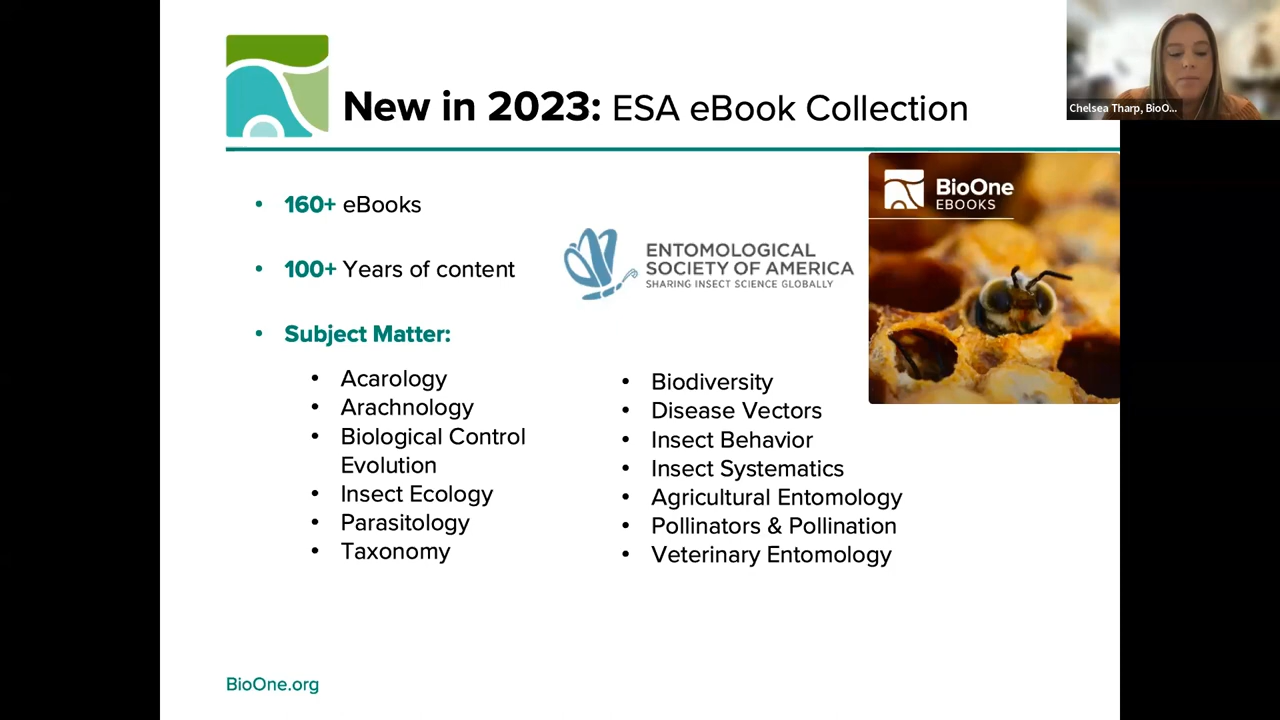 New in 2023: ESA eBook Collection
Chelsea Tharp, BioO...
BioOne
EBOOKS
• 160+ eBooks
• 100+ Years of content
ENTOMOLOGICAL
SOCIETY OF AMERICA
SHARING INSECT SCIENCE GLOBALLY
• Subject Matter:
• Acarology
• Arachnology
• Biological Control
Evolution
• Insect Ecology
• Parasitology
• Taxonomy
• Biodiversity
• Disease Vectors
• Insect Behavior
• Insect Systematics
• Agricultural Entomology
• Pollinators & Pollination
• Veterinary Entomology
BioOne.org